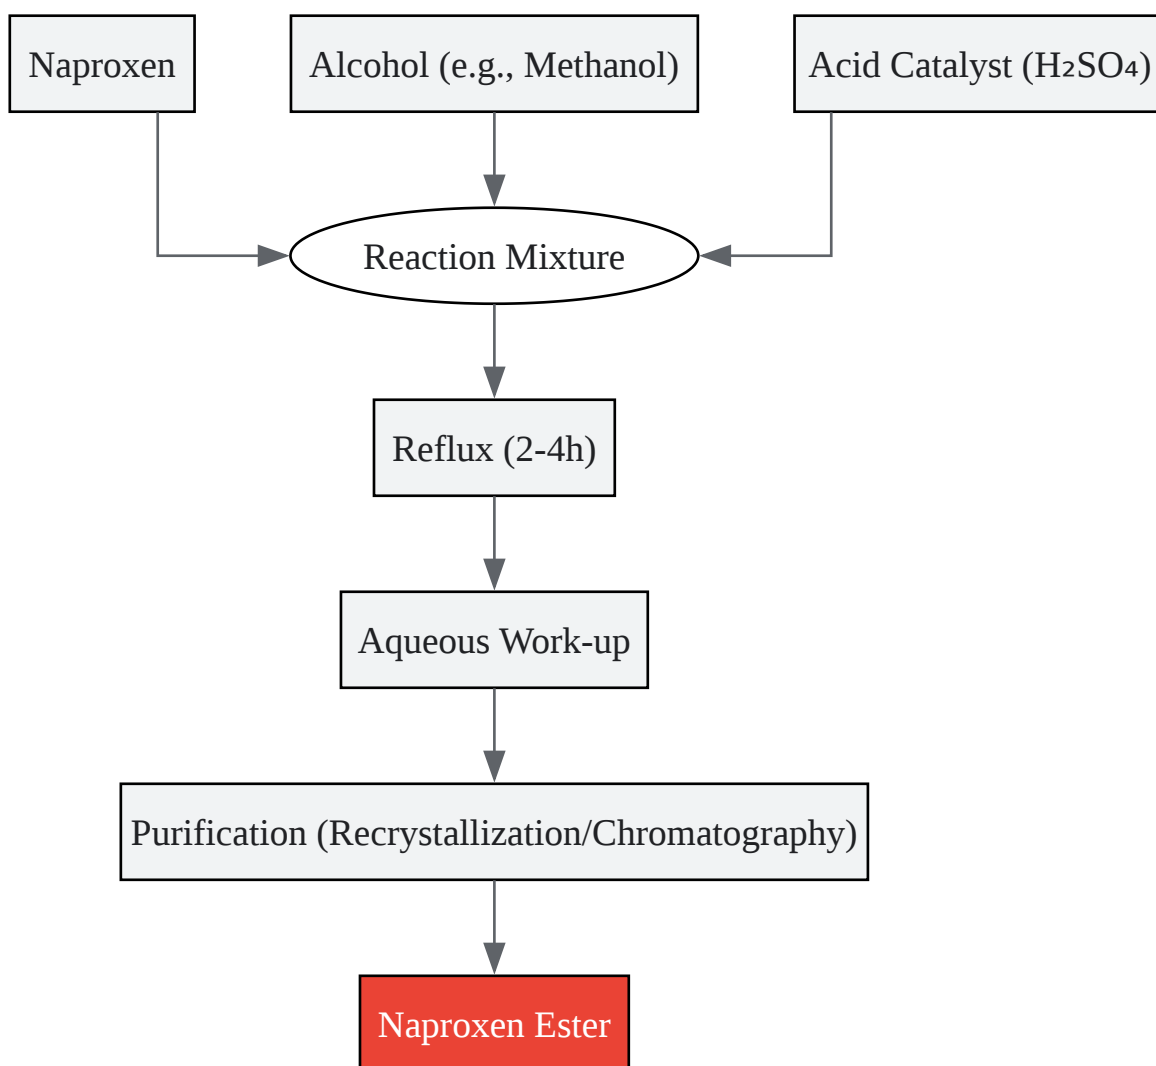 Naproxen
Alcohol (e.g., Methanol)
Acid Catalyst (H₂SO₄)
Reaction Mixture
Reflux (2-4h)
Aqueous Work-up
Purification (Recrystallization/Chromatography)
Naproxen Ester